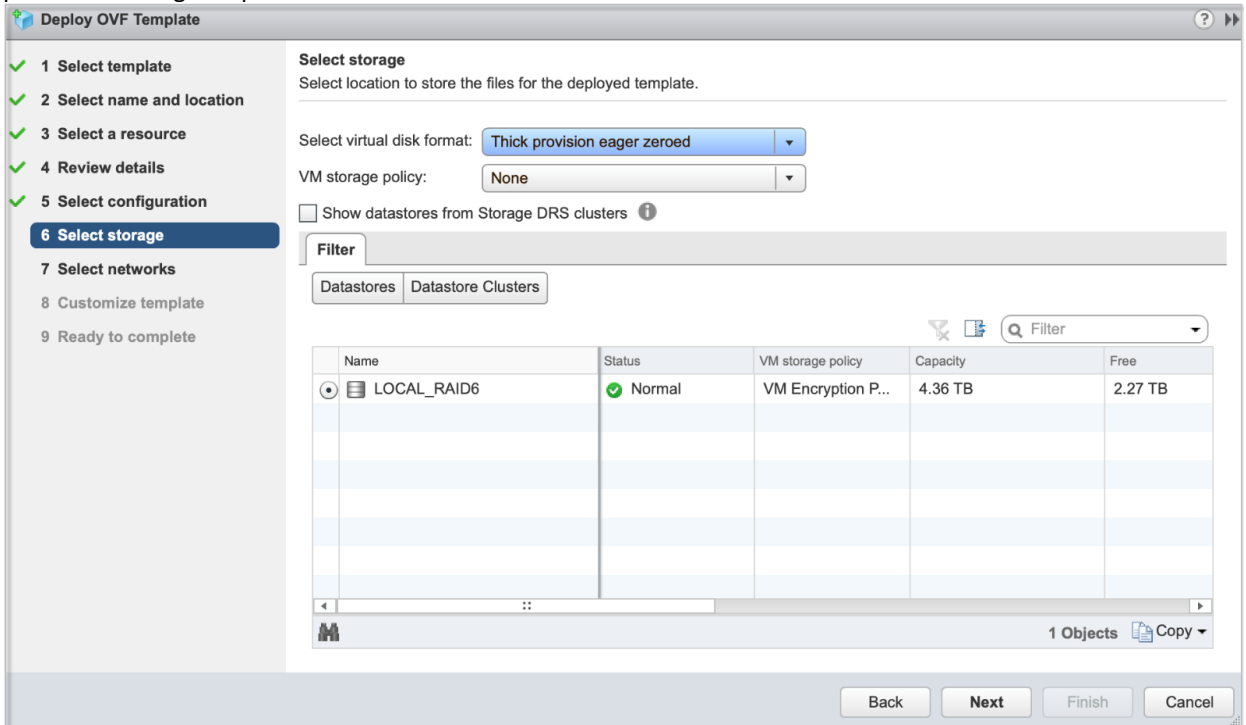 Deploy OVF Template
1 Select template
2 Select name and location
3 Select a resource
4 Review details
5 Select configuration
6 Select storage
7 Select networks
8 Customize template
9 Ready to complete
Select storage
Select location to store the files for the deployed template.
Select virtual disk format: Thick provision eager zeroed
VM storage policy: None
Show datastores from Storage DRS clusters
Filter
Datastores Datastore Clusters
Filter
Name Status VM storage policy Capacity Free
LOCAL_RAID6 Normal VM Encryption P... 4.36 TB 2.27 TB
1 Objects Copy
Back Next Finish Cancel